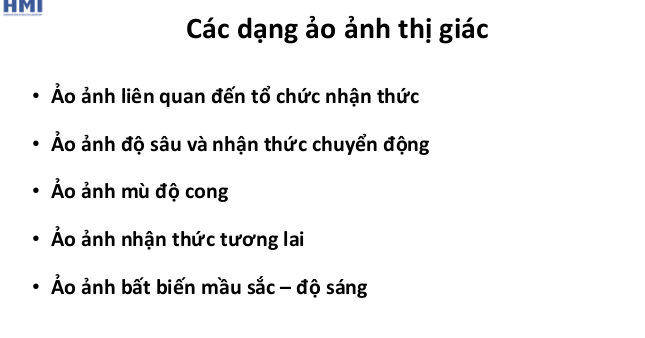 HMI
Các dạng ảo ảnh thị giác
• Ảo ảnh liên quan đến tổ chức nhận thức
• Ảo ảnh độ sâu và nhận thức chuyển động
• Ảo ảnh mù độ cong
• Ảo ảnh nhận thức tương lai
• Ảo ảnh bất biến mầu sắc – độ sáng